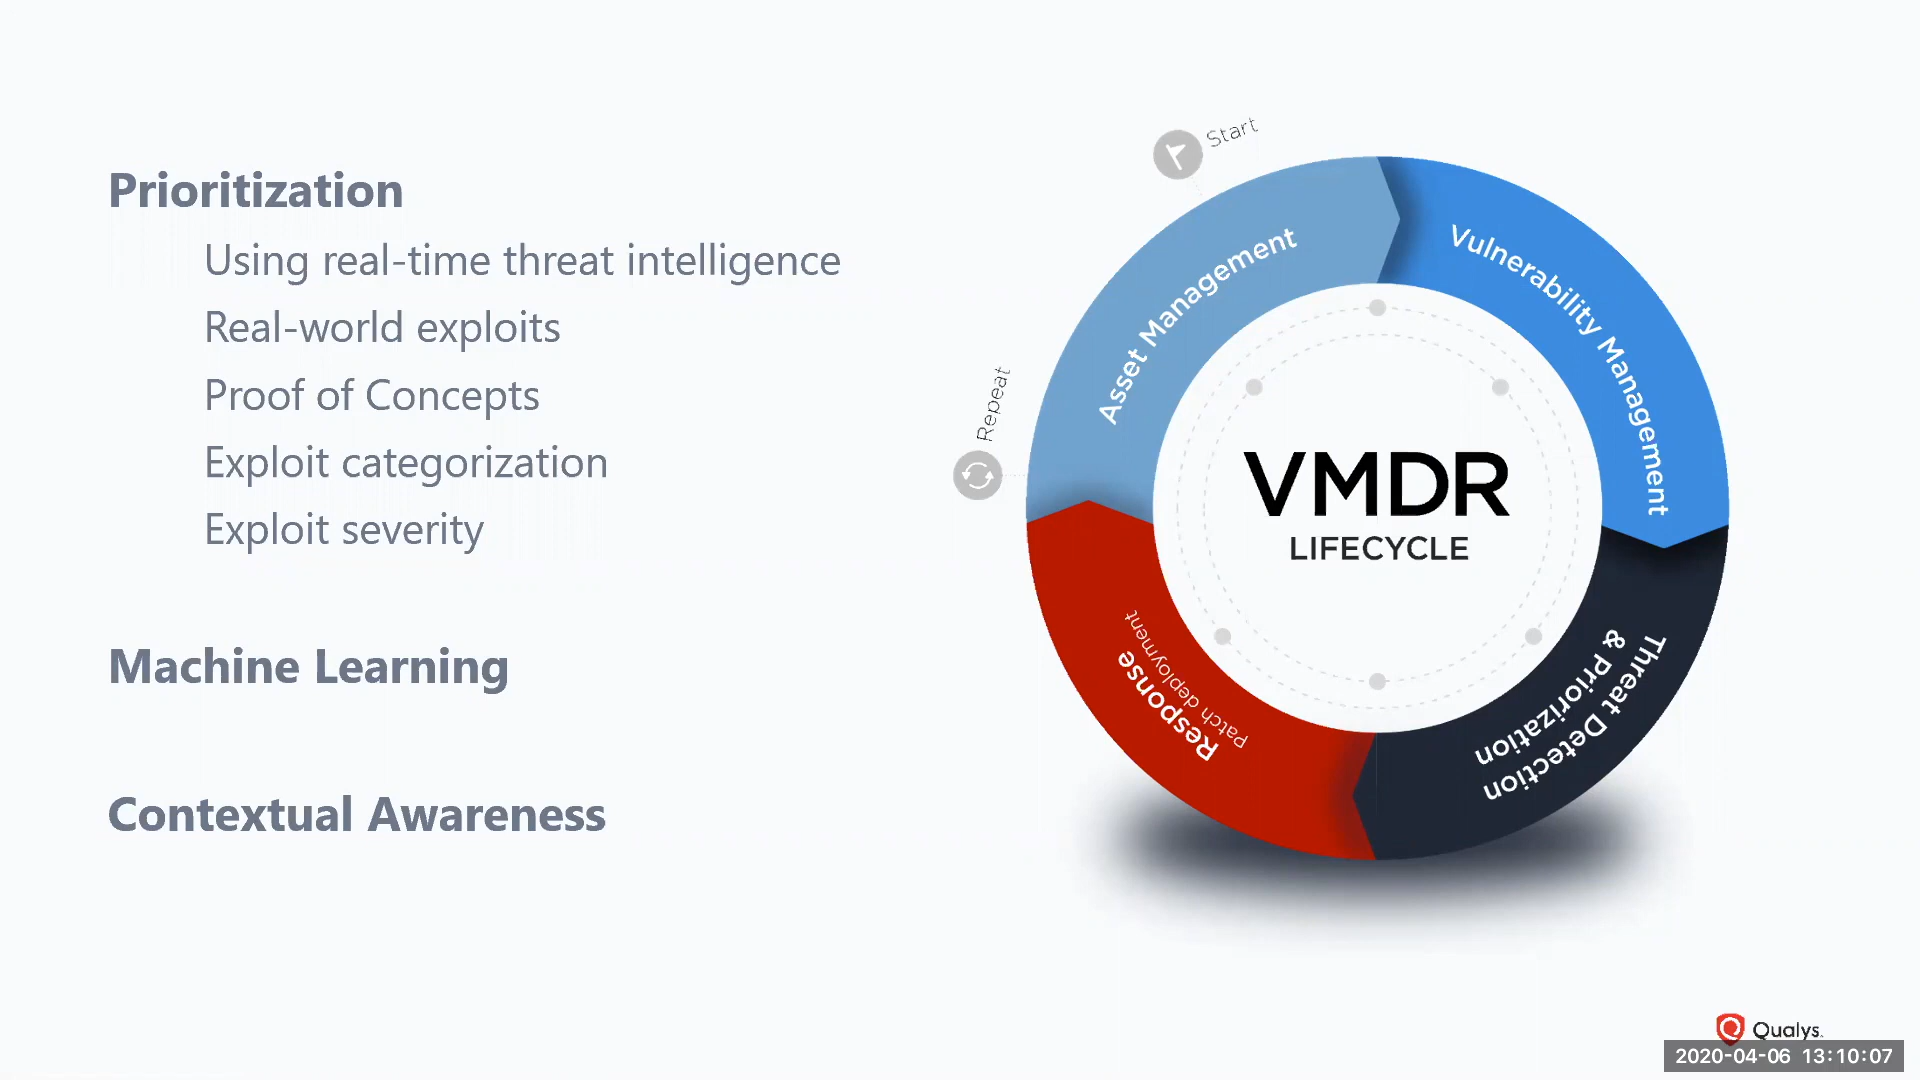 Prioritization
Using real-time threat intelligence
Real-world exploits
Proof of Concepts
Exploit categorization
Exploit severity
Machine Learning
Contextual Awareness
Start
Repeat
Asset Management
Vulnerability Management
Threat Detection
& Prioritization
Response
Patch deployment
VMDR
LIFECYCLE
Qualys.
2020-04-06 13:10:07